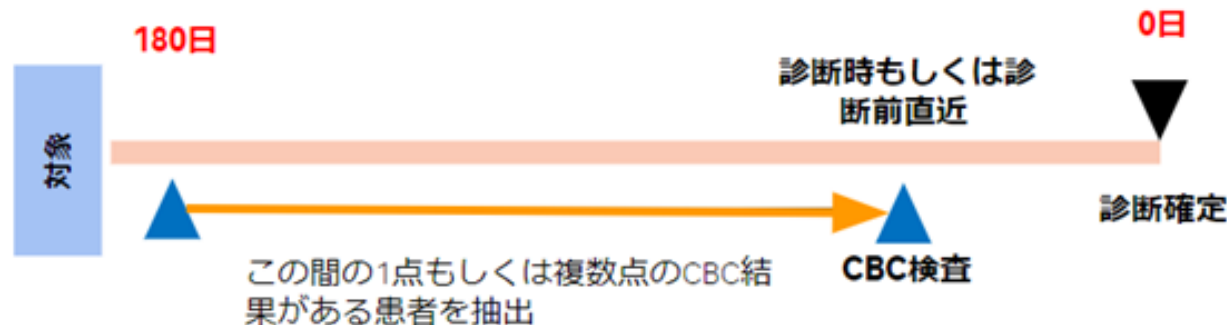 180日
0日
診断時もしくは診
断前直近
対象
診断確定
この間の1点もしくは複数点のCBC結
果がある患者を抽出
CBC検査